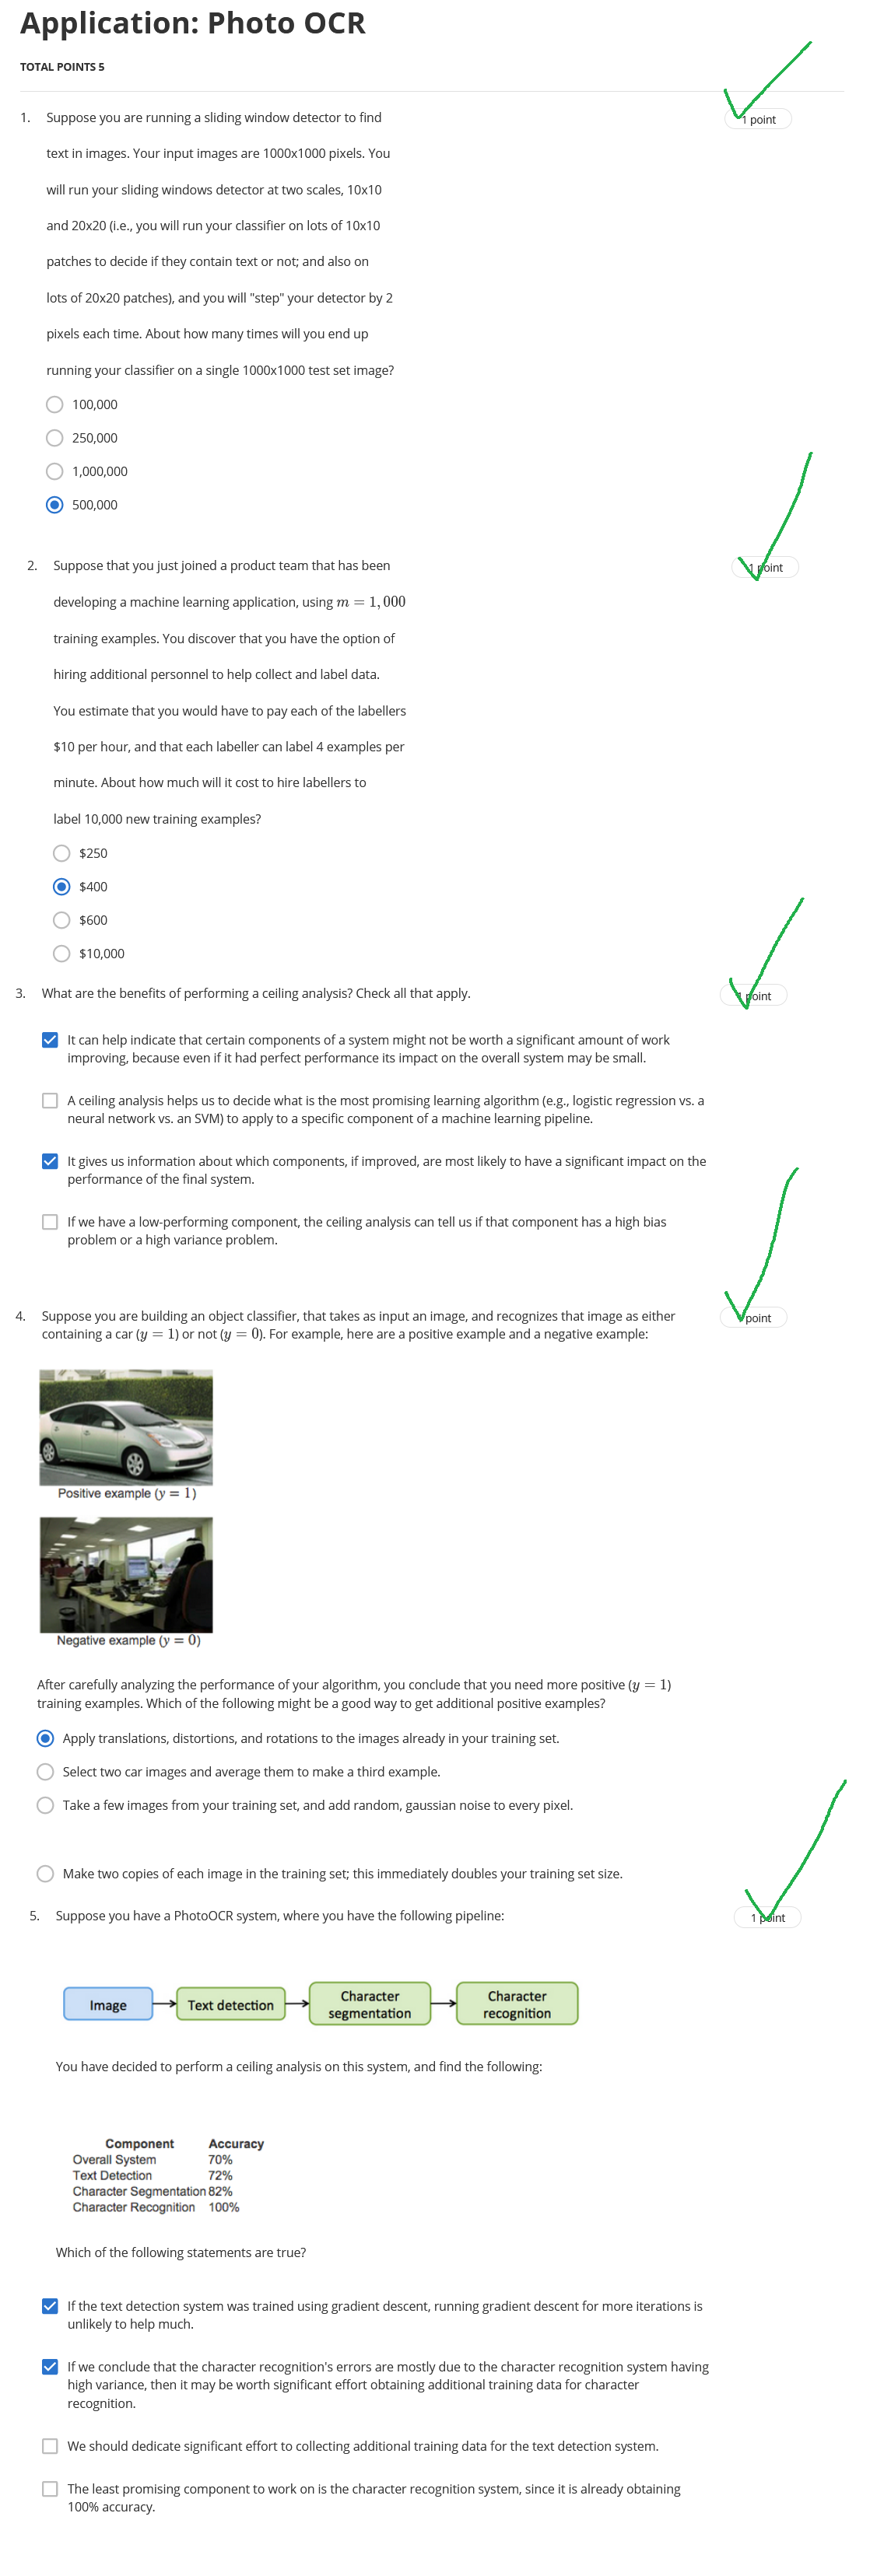 Application: Photo OCR
TOTAL POINTS 5
1. Suppose you are running a sliding window detector to find
1 point
text in images. Your input images are 1000x1000 pixels. You
will run your sliding windows detector at two scales, 10x10
and 20x20 (i.e., you will run your classifier on lots of 10x10
patches to decide if they contain text or not; and also on
lots of 20x20 patches), and you will "step" your detector by 2
pixels each time. About how many times will you end up
running your classifier on a single 1000x1000 test set image?
100,000
250,000
1,000,000
500,000
2. Suppose that you just joined a product team that has been
1 point
developing a machine learning application, using m = 1,000
training examples. You discover that you have the option of
hiring additional personnel to help collect and label data.
You estimate that you would have to pay each of the labellers
$10 per hour, and that each labeller can label 4 examples per
minute. About how much will it cost to hire labellers to
label 10,000 new training examples?
$250
$400
$600
$10,000
3. What are the benefits of performing a ceiling analysis? Check all that apply.
1 point
It can help indicate that certain components of a system might not be worth a significant amount of work
improving, because even if it had perfect performance its impact on the overall system may be small.
A ceiling analysis helps us to decide what is the most promising learning algorithm (e.g., logistic regression vs. a
neural network vs. an SVM) to apply to a specific component of a machine learning pipeline.
It gives us information about which components, if improved, are most likely to have a significant impact on the
performance of the final system.
If we have a low-performing component, the ceiling analysis can tell us if that component has a high bias
problem or a high variance problem.
4. Suppose you are building an object classifier, that takes as input an image, and recognizes that image as either
point
containing a car (y = 1) or not (y = 0). For example, here are a positive example and a negative example:
Positive example (y = 1)
Negative example (y = 0)
After carefully analyzing the performance of your algorithm, you conclude that you need more positive (y = 1)
training examples. Which of the following might be a good way to get additional positive examples?
Apply translations, distortions, and rotations to the images already in your training set.
Select two car images and average them to make a third example.
Take a few images from your training set, and add random, gaussian noise to every pixel.
Make two copies of each image in the training set; this immediately doubles your training set size.
5. Suppose you have a PhotoOCR system, where you have the following pipeline:
1 point
Image
Text detection
Character
segmentation
Character
recognition
You have decided to perform a ceiling analysis on this system, and find the following:
Component Accuracy
Overall System 70%
Text Detection 72%
Character Segmentation 82%
Character Recognition 100%
Which of the following statements are true?
If the text detection system was trained using gradient descent, running gradient descent for more iterations is
unlikely to help much.
If we conclude that the character recognition's errors are mostly due to the character recognition system having
high variance, then it may be worth significant effort obtaining additional training data for character
recognition.
We should dedicate significant effort to collecting additional training data for the text detection system.
The least promising component to work on is the character recognition system, since it is already obtaining
100% accuracy.